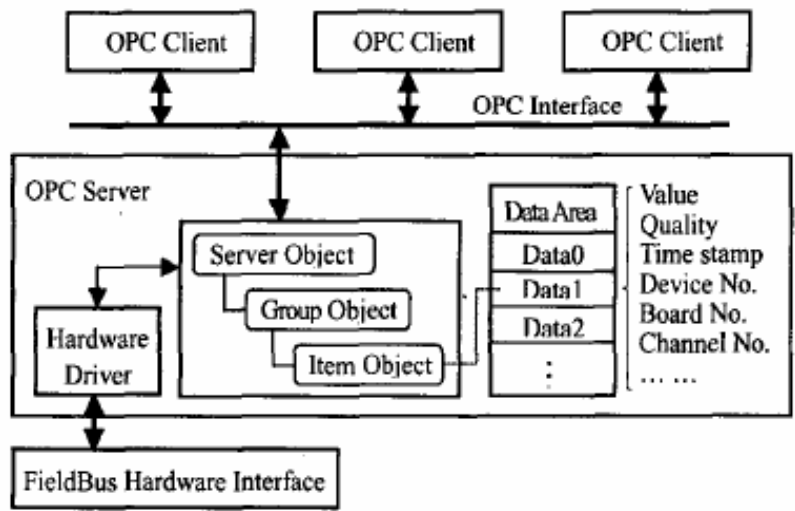 OPC Client
OPC Client
OPC Client
OPC Interface
OPC Server
Server Object
Group Object
Item Object
Hardware
Driver
Data Area
Data0
Data1
Data2
⋮
Value
Quality
Time stamp
Device No.
Board No.
Channel No.
... ...
FieldBus Hardware Interface